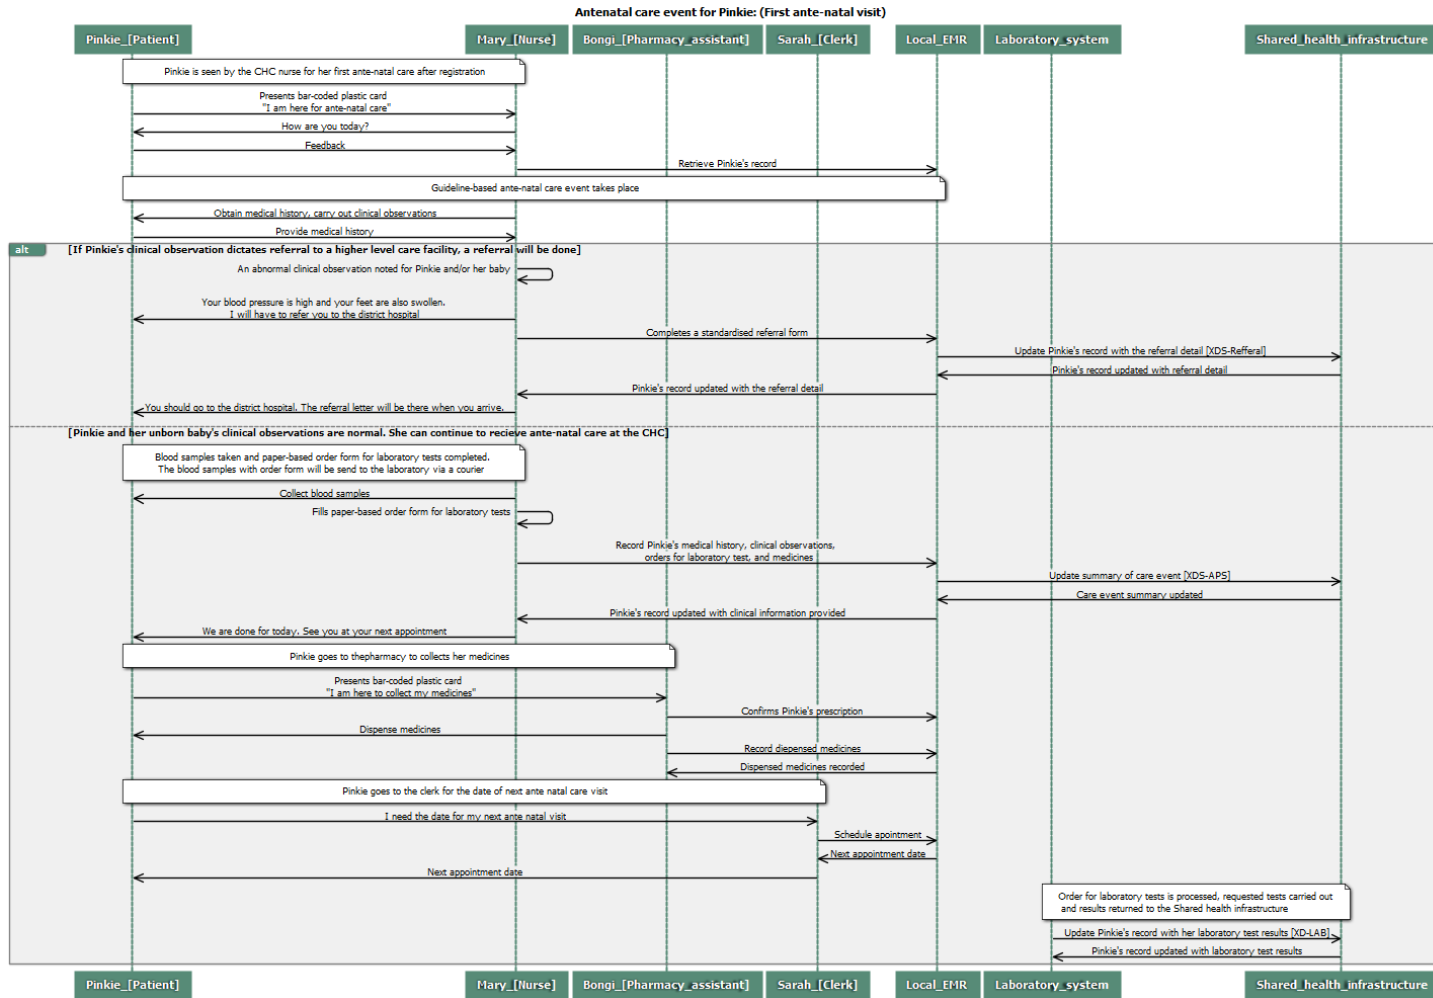 Antenatal care event for Pinkie: (First ante-natal visit)
Pinkie_[Patient]
Mary_[Nurse]
Bongi_[Pharmacy_assistant]
Sarah_[Clerk]
Local_EMR
Laboratory_system
Shared_health_infrastructure
Pinkie is seen by the CHC nurse for her first ante-natal care after registration
Presents bar-coded plastic card
"I am here for ante-natal care"
How are you today?
Feedback
Retrieve Pinkie's record
Guideline-based ante-natal care event takes place
Obtain medical history, carry out clinical observations
Provide medical history
alt
[If Pinkie's clinical observation dictates referral to a higher level care facility, a referral will be done]
An abnormal clinical observation noted for Pinkie and/or her baby
Your blood pressure is high and your feet are also swollen.
I will have to refer you to the district hospital
Completes a standardised referral form
Update Pinkie's record with the referral detail [XDS-Refferal]
Pinkie's record updated with referral detail
Pinkie's record updated with the referral detail
You should go to the district hospital. The referral letter will be there when you arrive.
[Pinkie and her unborn baby's clinical observations are normal. She can continue to recieve ante-natal care at the CHC]
Blood samples taken and paper-based order form for laboratory tests completed.
The blood samples with order form will be send to the laboratory via a courier
Collect blood samples
Fills paper-based order form for laboratory tests
Record Pinkie's medical history, clinical observations,
orders for laboratory test, and medicines
Update summary of care event [XDS-APS]
Care event summary updated
Pinkie's record updated with clinical information provided
We are done for today. See you at your next appointment
Pinkie goes to thepharmacy to collects her medicines
Presents bar-coded plastic card
"I am here to collect my medicines"
Confirms Pinkie's prescription
Dispense medicines
Record diepensed medicines
Dispensed medicines recorded
Pinkie goes to the clerk for the date of next ante natal care visit
I need the date for my next ante natal visit
Schedule apointment
Next appointment date
Next appointment date
Order for laboratory tests is processed, requested tests carried out
and results returned to the Shared health infrastructure
Update Pinkie's record with her laboratory test results [XD-LAB]
Pinkie's record updated with laboratory test results
Pinkie_[Patient]
Mary_[Nurse]
Bongi_[Pharmacy_assistant]
Sarah_[Clerk]
Local_EMR
Laboratory_system
Shared_health_infrastructure